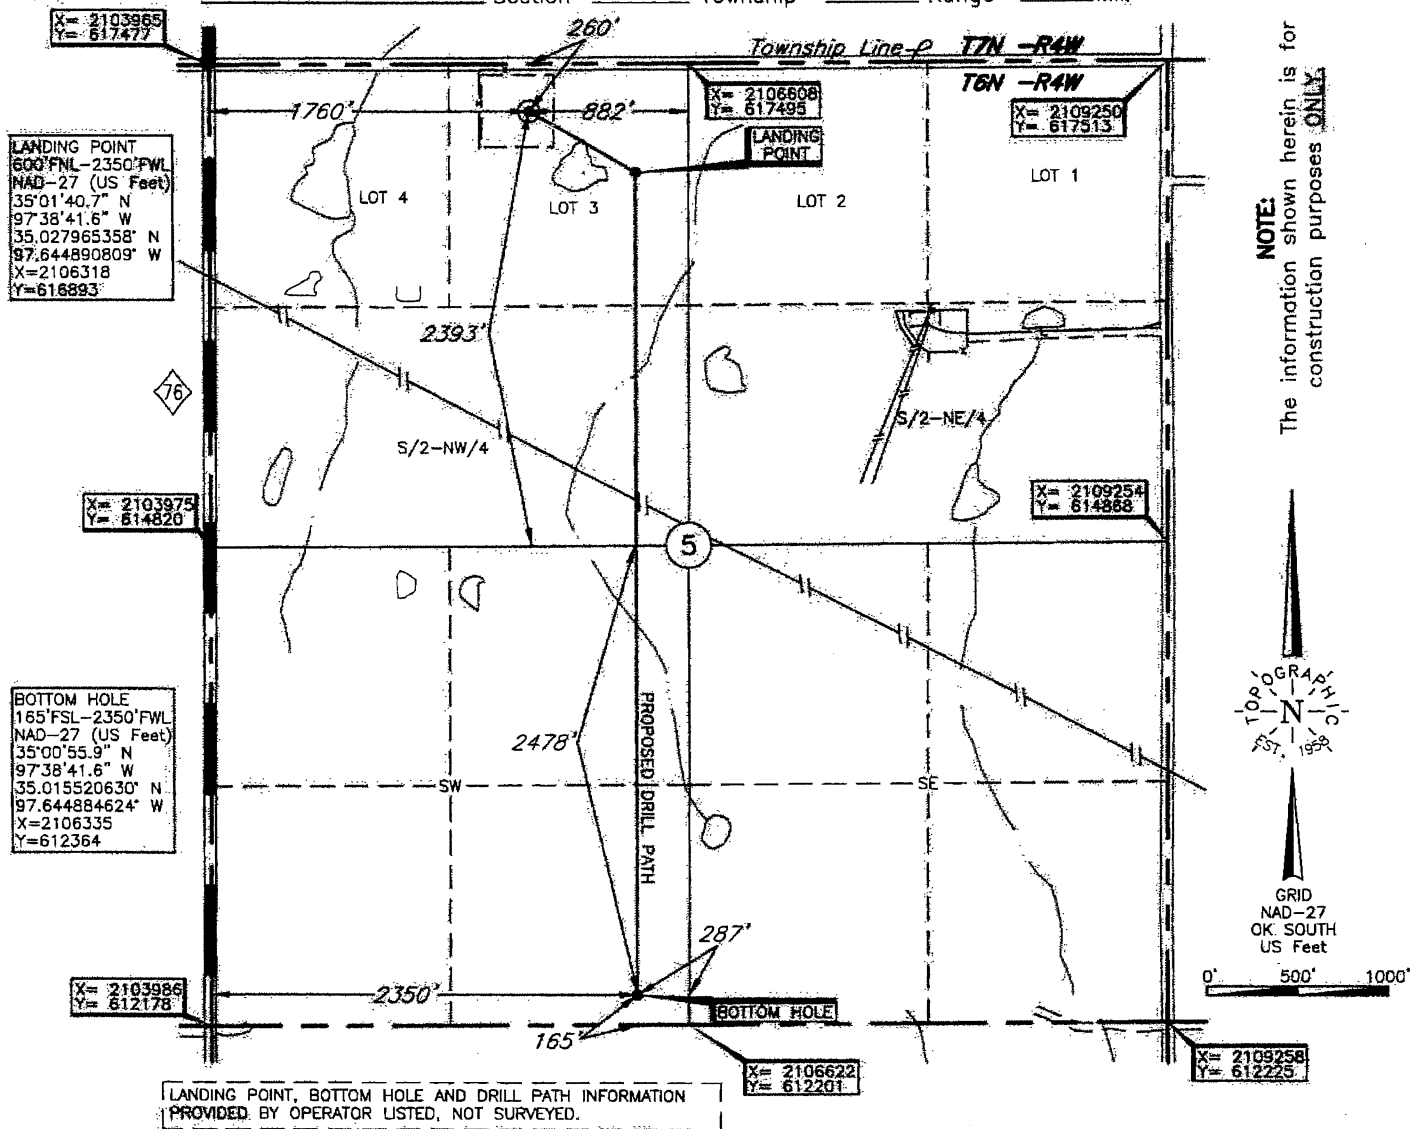 Section Township Range
X= 2103965
Y= 617477
260'
Township Line
T7N -R4W
T6N -R4W
X= 2106608
Y= 617495
X= 2109250
Y= 617513
1760'
882'
LANDING
POINT
LANDING POINT
600'FNL-2350'FWL
NAD-27 (US Feet)
35°01'40.7" N
97°38'41.6" W
35.027965358° N
97.644890809° W
X=2106318
Y=616893
LOT 4
LOT 3
LOT 2
LOT 1
NOTE:
The information shown herein is for
construction purposes ONLY.
2393'
76
S/2-NW/4
S/2-NE/4
X= 2103975
Y= 614820
X= 2109254
Y= 614868
5
BOTTOM HOLE
165'FSL-2350'FWL
NAD-27 (US Feet)
35°00'55.9" N
97°38'41.6" W
35.015520630° N
97.644884624° W
X=2106335
Y=612364
TOPOGRAPHIC
N
EST. 1958
2478'
PROPOSED DRILL PATH
SW
SE
GRID
NAD-27
OK SOUTH
US Feet
0' 500' 1000'
287'
2350'
X= 2103986
Y= 612178
BOTTOM HOLE
165'
X= 2106622
Y= 612201
X= 2109258
Y= 612225
LANDING POINT, BOTTOM HOLE AND DRILL PATH INFORMATION
PROVIDED BY OPERATOR LISTED, NOT SURVEYED.